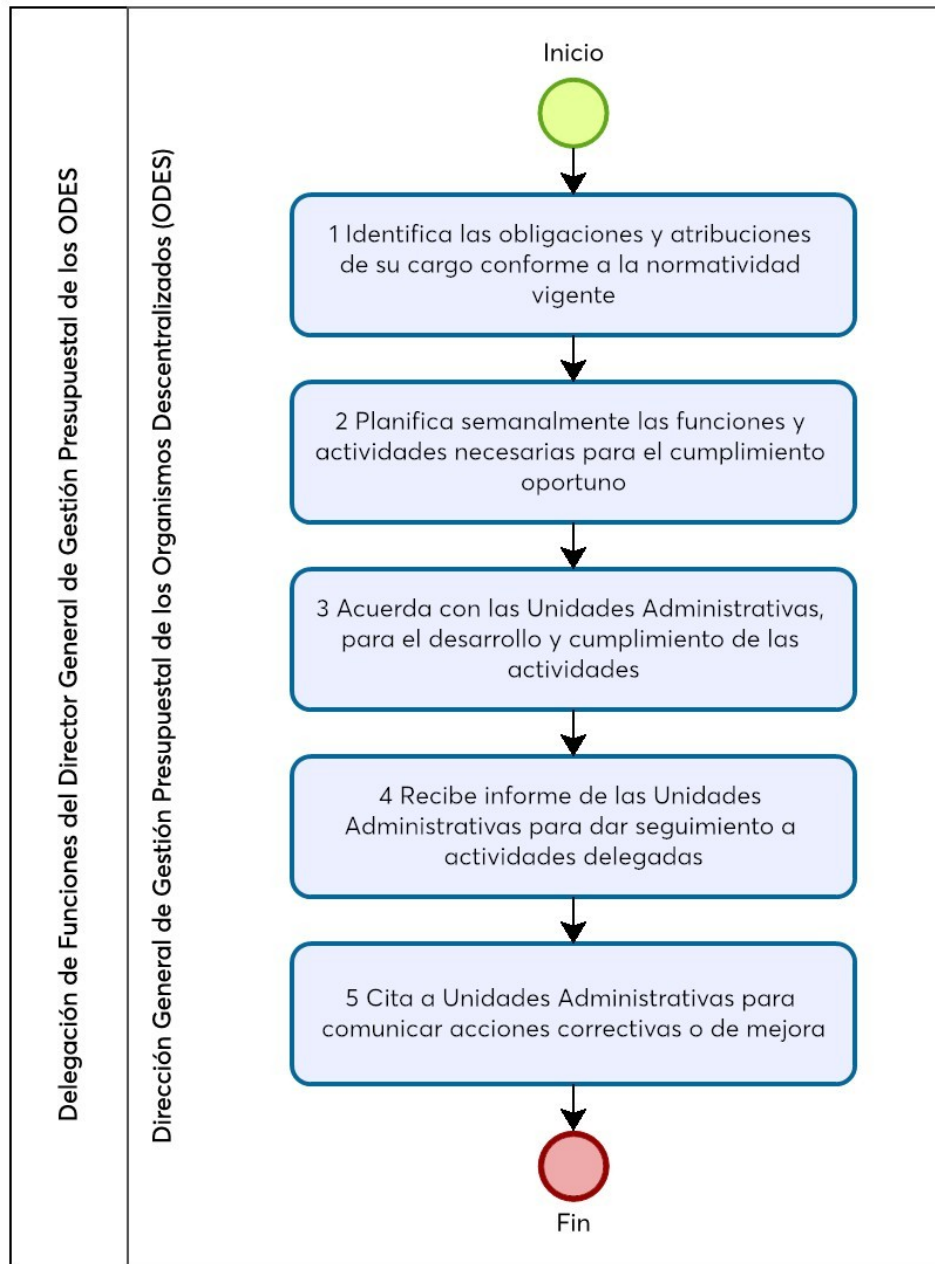 Delegación de Funciones del Director General de Gestión Presupuestal de los ODES
Dirección General de Gestión Presupuestal de los Organismos Descentralizados (ODES)
Inicio
1 Identifica las obligaciones y atribuciones
de su cargo conforme a la normatividad
vigente
2 Planifica semanalmente las funciones y
actividades necesarias para el cumplimiento
oportuno
3 Acuerda con las Unidades Administrativas,
para el desarrollo y cumplimiento de las
actividades
4 Recibe informe de las Unidades
Administrativas para dar seguimiento a
actividades delegadas
5 Cita a Unidades Administrativas para
comunicar acciones correctivas o de mejora
Fin